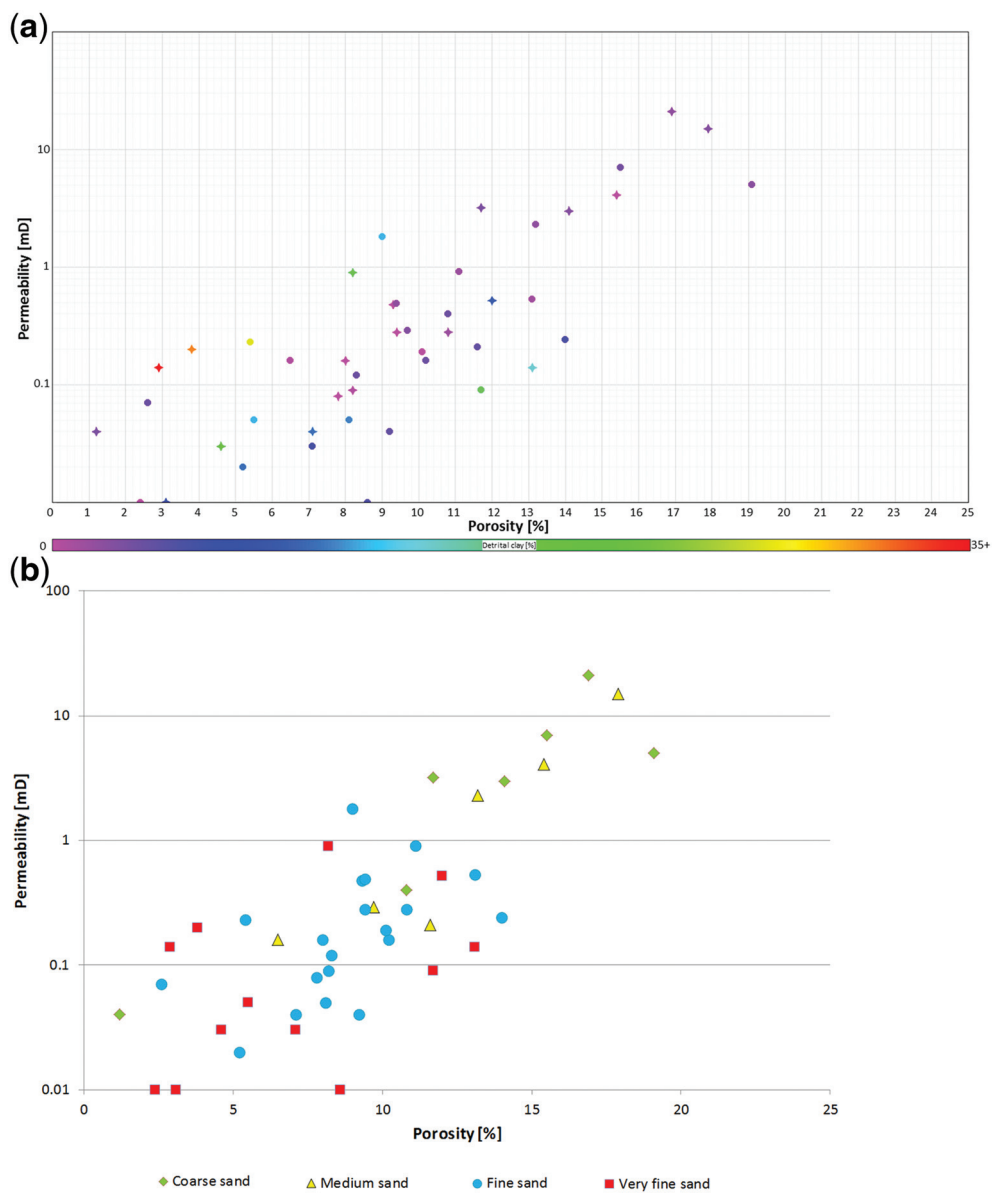 (a)
Permeability [mD]
10
1
0.1
0 1 2 3 4 5 6 7 8 9 10 11 12 13 14 15 16 17 18 19 20 21 22 23 24 25
Porosity [%]
0 Detrital clay [%] 35+
(b)
Permeability [mD]
100
10
1
0.1
0.01
0 5 10 15 20 25
Porosity [%]
Coarse sand Medium sand Fine sand Very fine sand